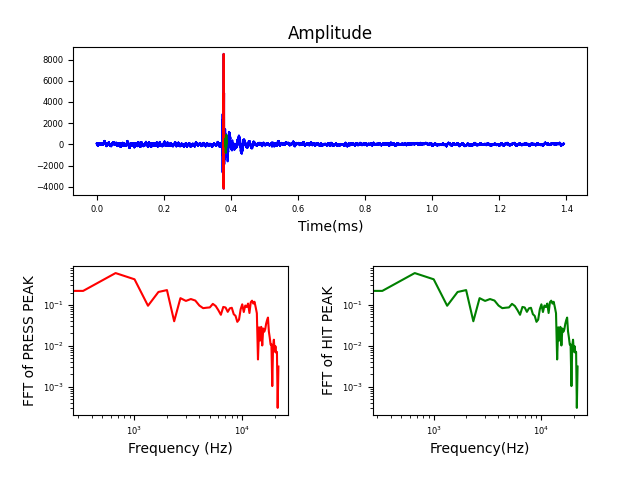 Amplitude
8000
6000
4000
2000
0
−2000
−4000
0.0 0.2 0.4 0.6 0.8 1.0 1.2 1.4
Time(ms)
FFT of PRESS PEAK
10⁻¹
10⁻²
10⁻³
10³ 10⁴
Frequency (Hz)
FFT of HIT PEAK
10⁻¹
10⁻²
10⁻³
10³ 10⁴
Frequency(Hz)